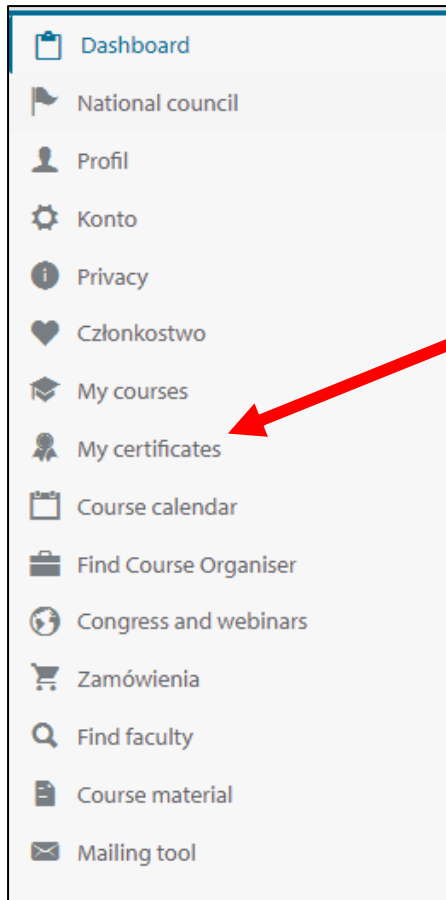 Dashboard
National council
Profil
Konto
Privacy
Członkostwo
My courses
My certificates
Course calendar
Find Course Organiser
Congress and webinars
Zamówienia
Find faculty
Course material
Mailing tool